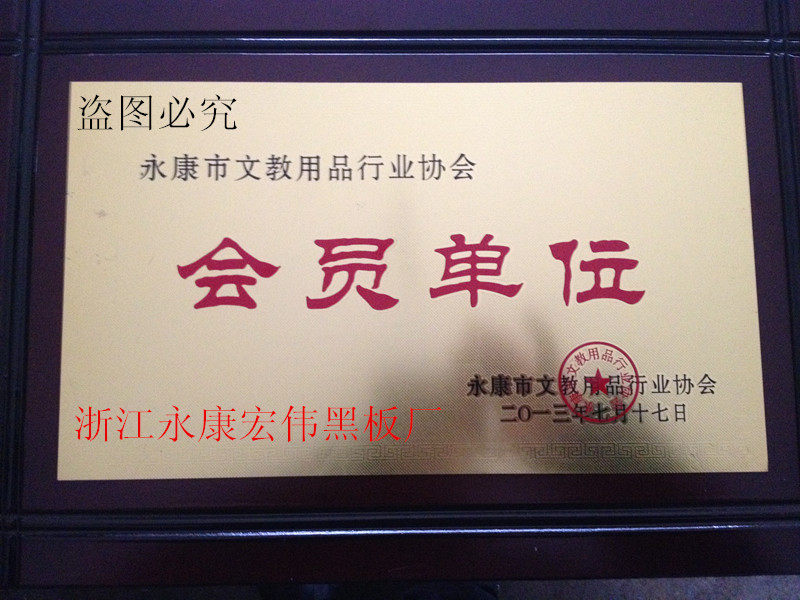 盗图必究
永康市文教用品行业协会
会员单位
永康市文教用品行业协会
二〇一三年七月十七日
浙江永康宏伟黑板厂